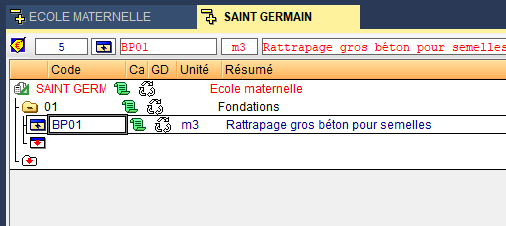 ECOLE MATERNELLE SAINT GERMAIN
5 BP01 m3 Rattrapage gros béton pour semelles
Code Ca GD Unité Résumé
SAINT GERM Ecole maternelle
01 Fondations
BP01 m3 Rattrapage gros béton pour semelles